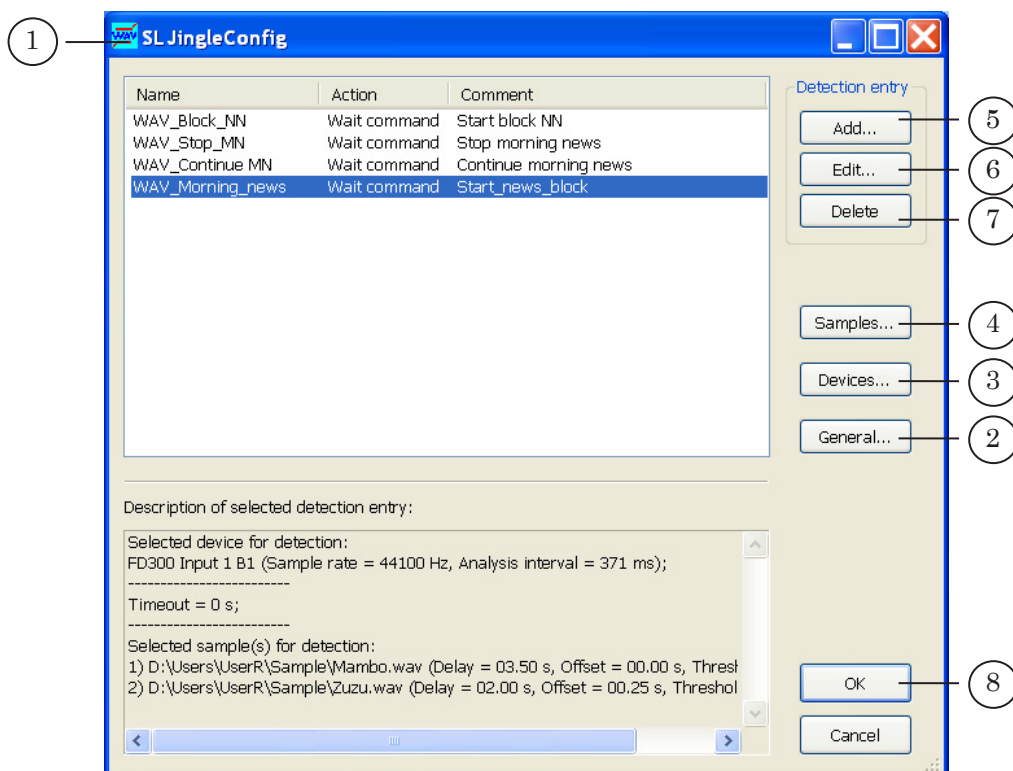 1
WAV SLJingleConfig
Name Action Comment
WAV_Block_NN Wait command Start block NN
WAV_Stop_MN Wait command Stop morning news
WAV_Continue MN Wait command Continue morning news
WAV_Morning_news Wait command Start_news_block
Detection entry
Add... 5
Edit... 6
Delete 7
Samples... 4
Devices... 3
General... 2
Description of selected detection entry:
Selected device for detection:
FD300 Input 1 B1 (Sample rate = 44100 Hz, Analysis interval = 371 ms);
-------------------------
Timeout = 0 s;
-------------------------
Selected sample(s) for detection:
1) D:\Users\UserR\Sample\Mambo.wav (Delay = 03.50 s, Offset = 00.00 s, Thresh
2) D:\Users\UserR\Sample\Zuzu.wav (Delay = 02.00 s, Offset = 00.25 s, Threshol
OK 8
Cancel